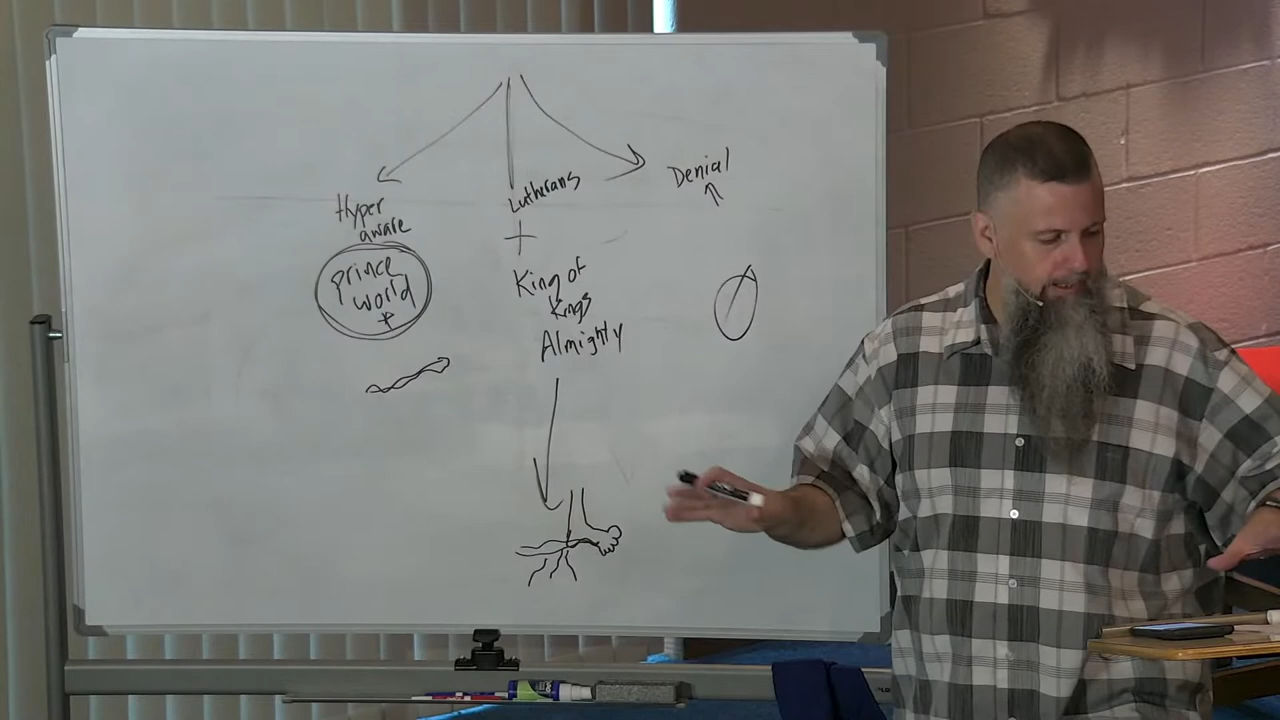 Hyper
aware
prince
world
Lutherans
King of
Kings
Almighty
Denial